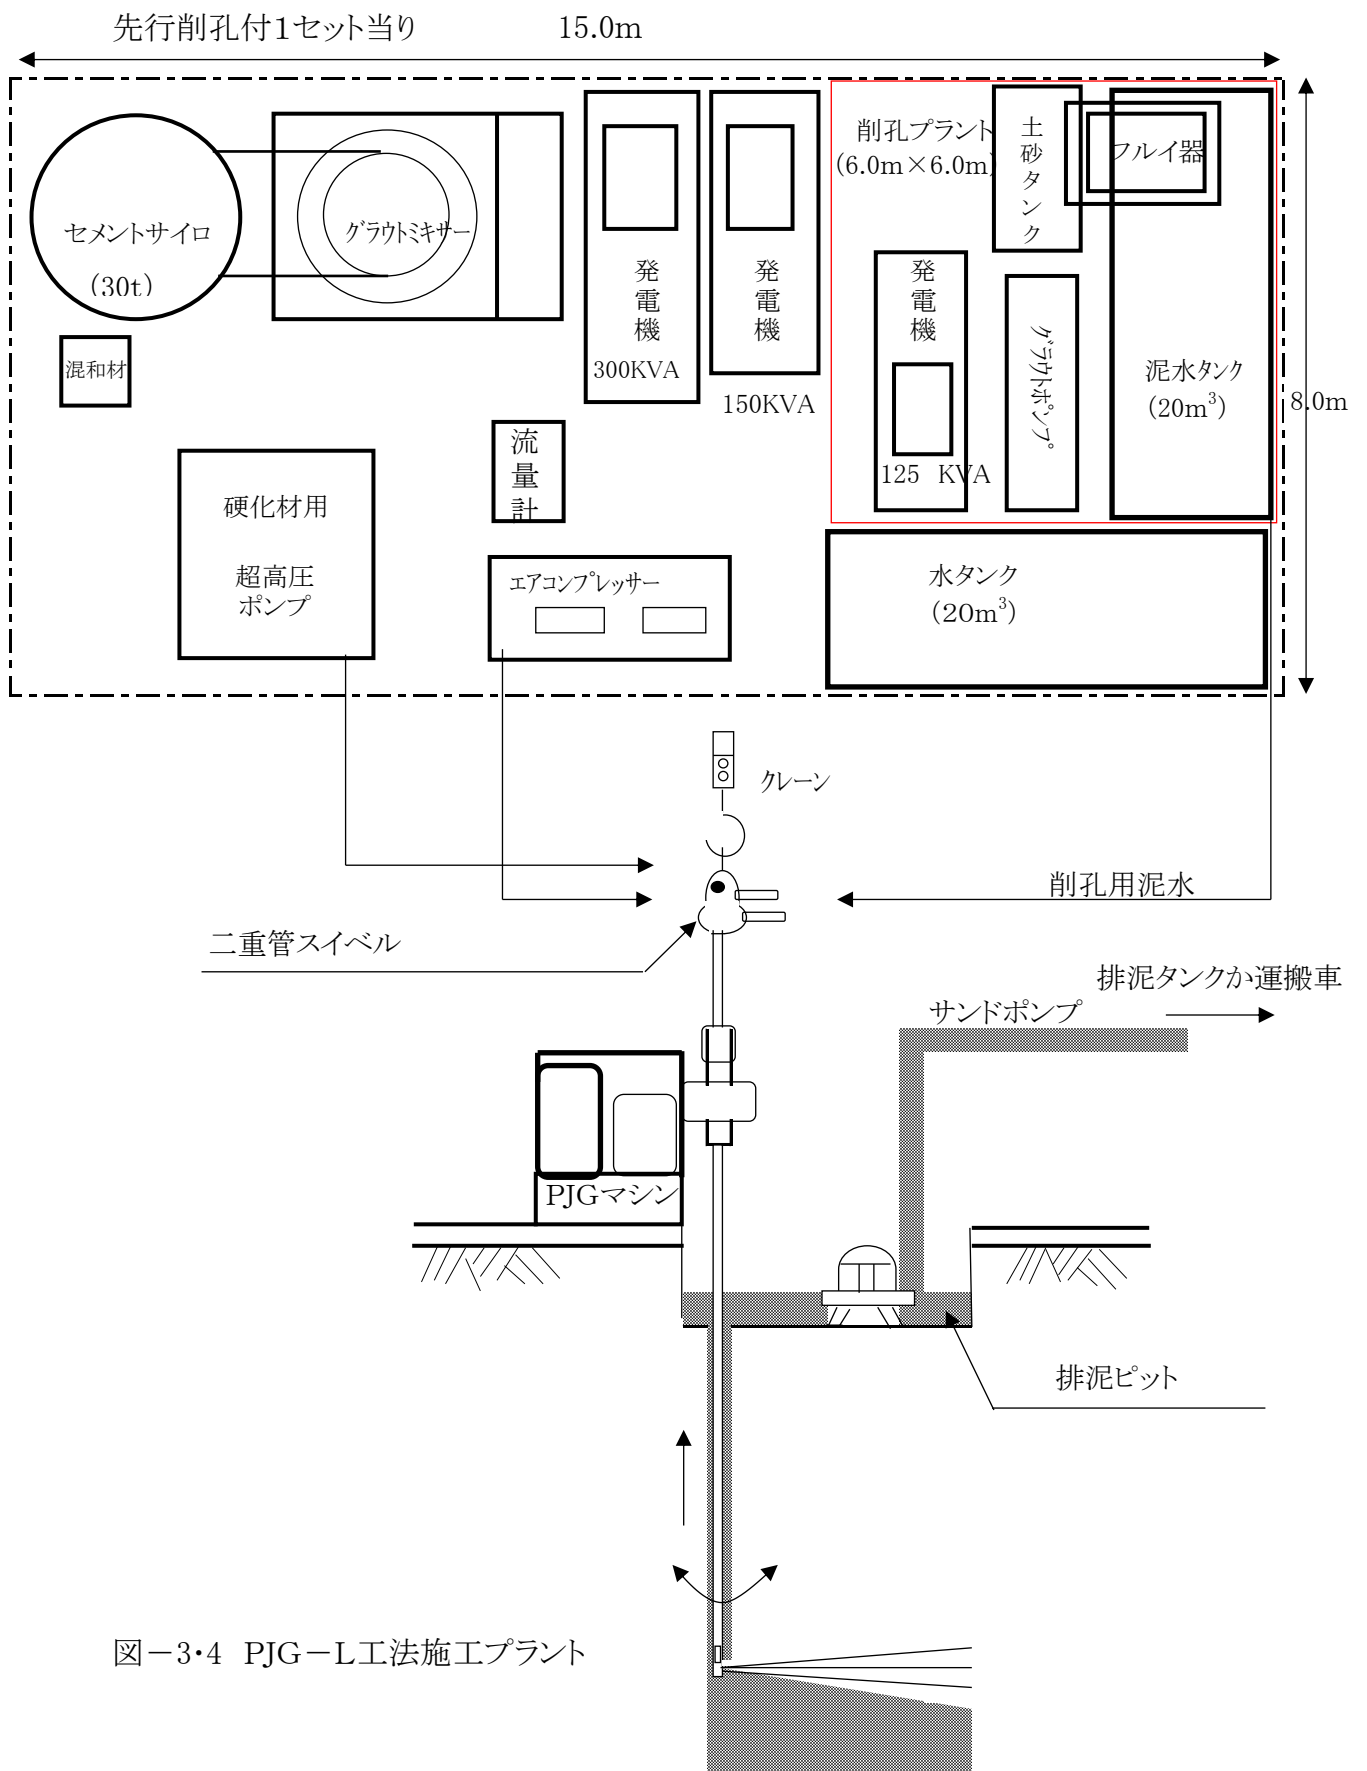 先行削孔付1セット当り 15.0m
セメントサイロ
(30t)
グラウトミキサー
発電機
300KVA
発電機
150KVA
削孔プラント
(6.0m×6.0m)
土砂タンク
フルイ器
発電機
125 KVA
グラウトポンプ
泥水タンク
(20m³)
8.0m
混和材
流量計
硬化材用
超高圧
ポンプ
エアコンプレッサー
水タンク
(20m³)
クレーン
削孔用泥水
二重管スイベル
排泥タンクか運搬車
サンドポンプ
PJGマシン
排泥ピット
図-3・4 PJG-L工法施工プラント